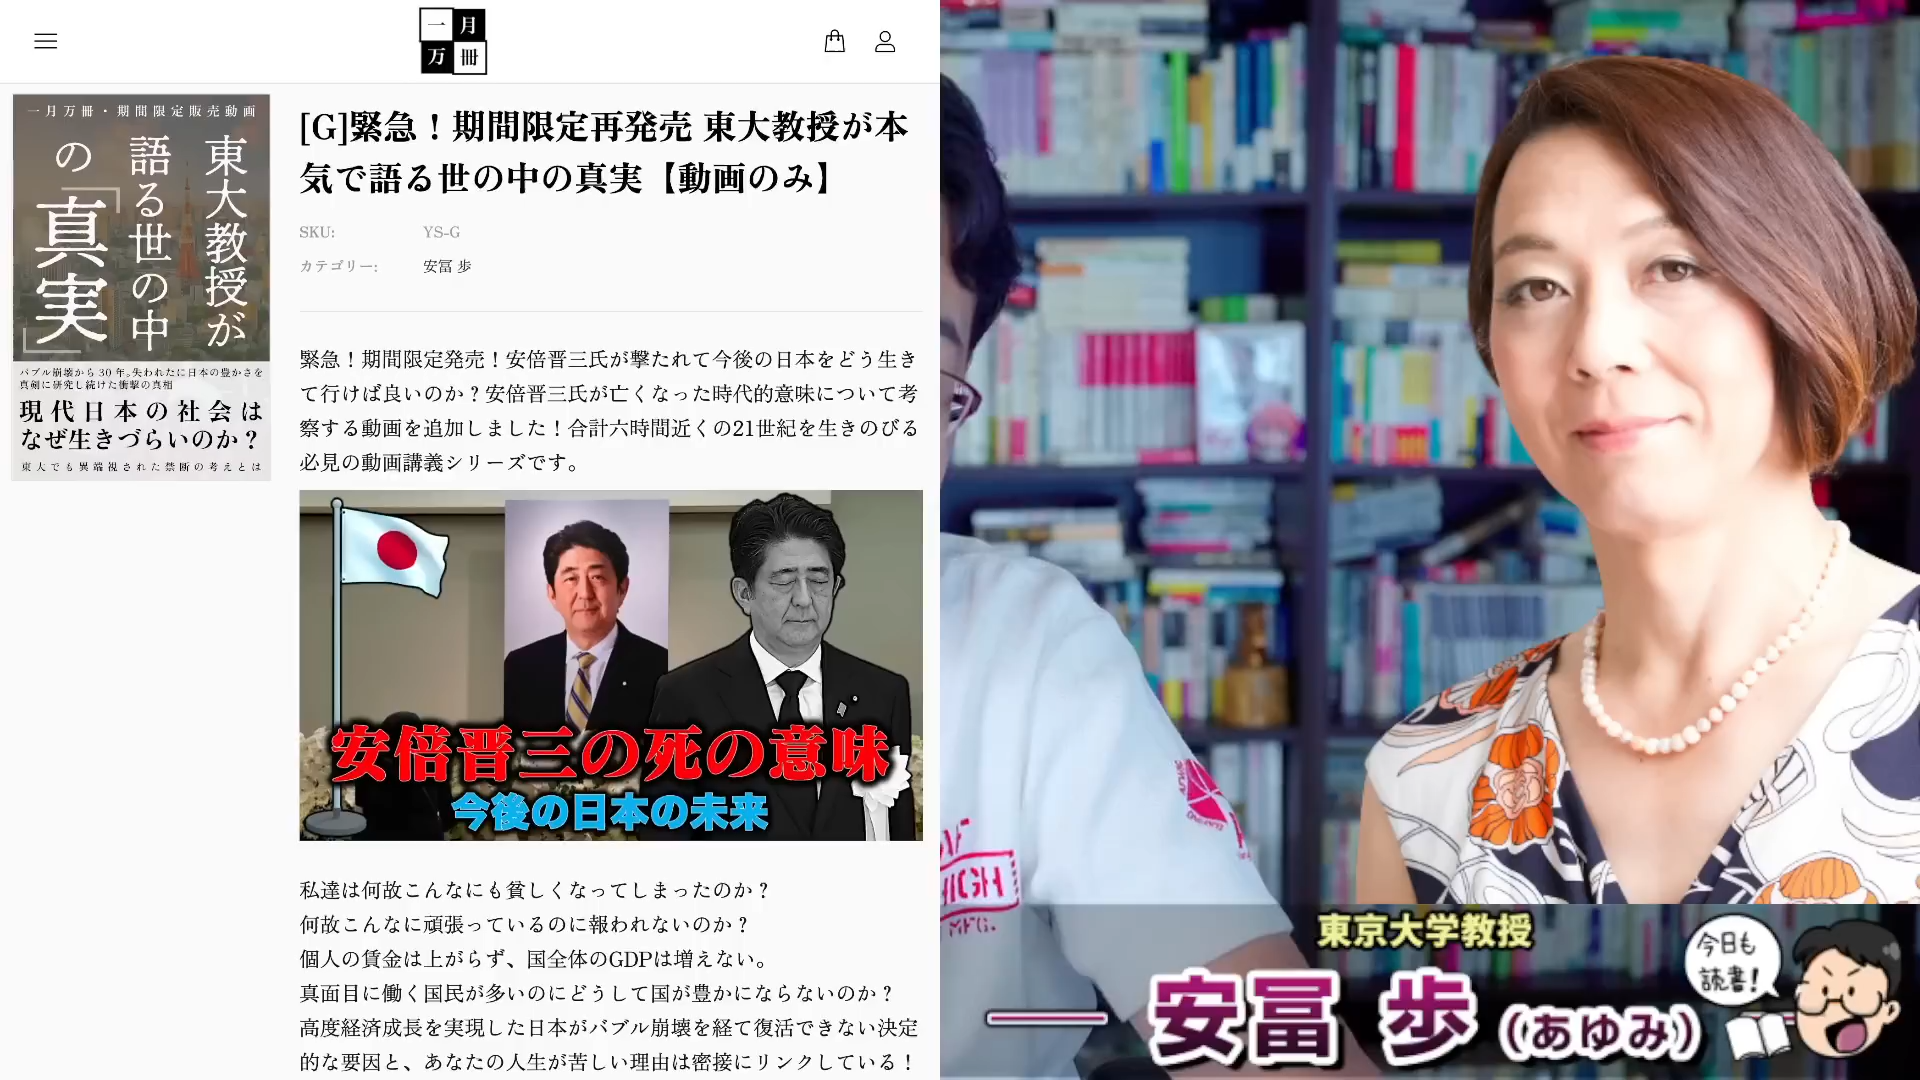 一月
万冊
一月万冊・期間限定販売動画
東大教授が
語る世の中
の「真実」
バブル崩壊から30年。失われたに日本の豊かさを
真剣に研究し続けた衝撃の真相
現代日本の社会は
なぜ生きづらいのか？
東大でも異端視された禁断の考えとは
[G]緊急！期間限定再発売 東大教授が本
気で語る世の中の真実【動画のみ】
SKU: YS-G
カテゴリー: 安冨 歩
緊急！期間限定発売！安倍晋三氏が撃たれて今後の日本をどう生き
て行けば良いのか？安倍晋三氏が亡くなった時代的意味について考
察する動画を追加しました！合計六時間近くの21世紀を生きのびる
必見の動画講義シリーズです。
安倍晋三の死の意味
今後の日本の未来
私達は何故こんなにも貧しくなってしまったのか？
何故こんなに頑張っているのに報われないのか？
個人の賃金は上がらず、国全体のGDPは増えない。
真面目に働く国民が多いのにどうして国が豊かにならないのか？
高度経済成長を実現した日本がバブル崩壊を経て復活できない決定
的な要因と、あなたの人生が苦しい理由は密接にリンクしている！
HIGH
MFG.
東京大学教授
安冨 歩(あゆみ)
今日も
読書!